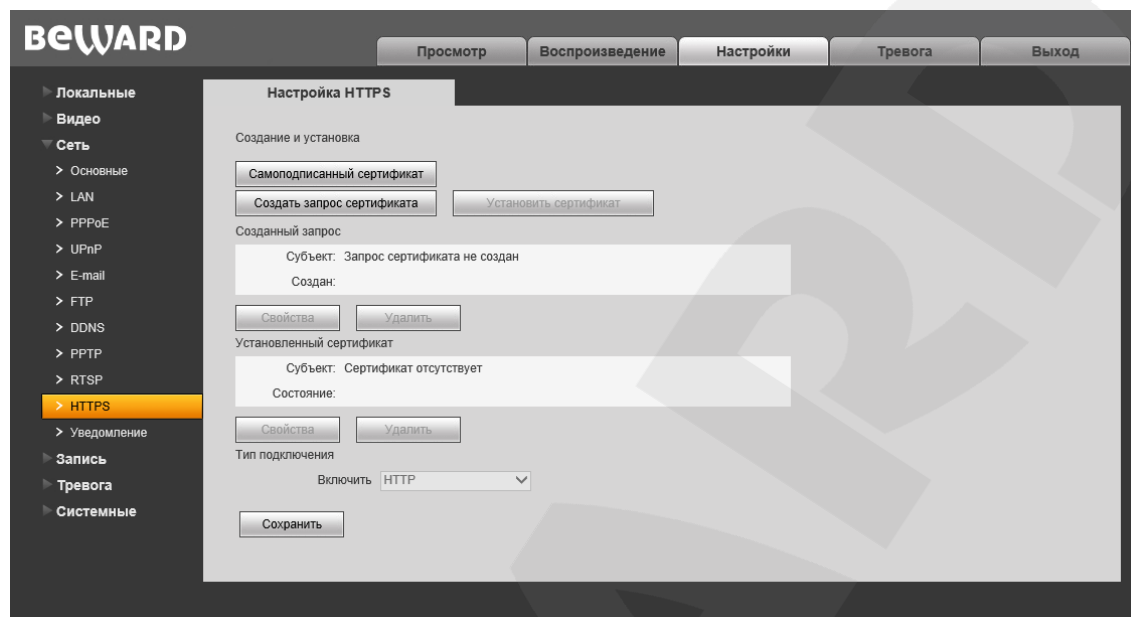 BEWARD
Просмотр Воспроизведение Настройки Тревога Выход
Локальные
Видео
Сеть
> Основные
> LAN
> PPPoE
> UPnP
> E-mail
> FTP
> DDNS
> PPTP
> RTSP
> HTTPS
> Уведомление
Запись
Тревога
Системные
Настройка HTTPS
Создание и установка
Самоподписанный сертификат
Создать запрос сертификата Установить сертификат
Созданный запрос
Субъект: Запрос сертификата не создан
Создан:
Свойства Удалить
Установленный сертификат
Субъект: Сертификат отсутствует
Состояние:
Свойства Удалить
Тип подключения
Включить HTTP
Сохранить